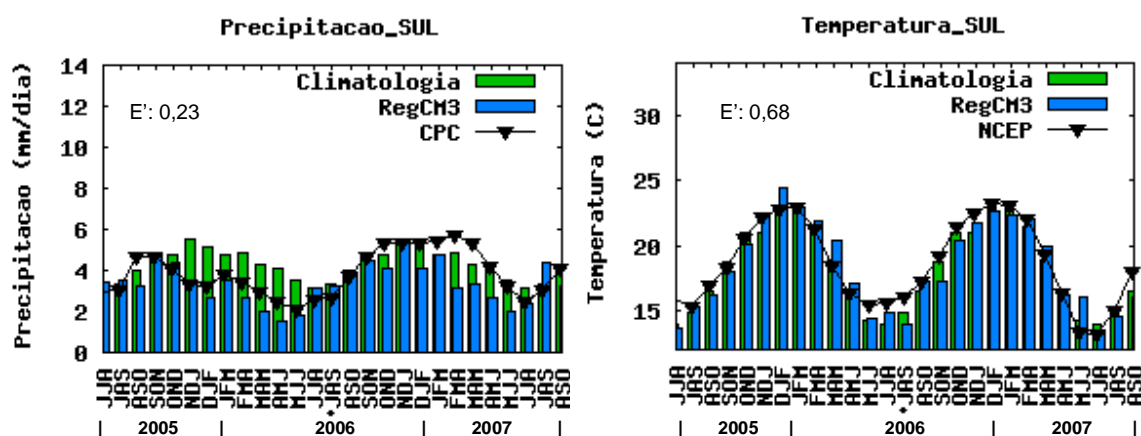 Precipitacao_SUL
Precipitacao (mm/dia)
14
12
10
8
6
4
2
0
E': 0,23
Climatologia
RegCM3
CPC
JJA JAS ASO SON OND NDJ DJF JFM FMA MAM AMJ MJJ JJA JAS ASO SON OND NDJ DJF JFM FMA MAM AMJ MJJ JJA JAS ASO
| 2005 | 2006 | 2007 |
Temperatura_SUL
Temperatura (C)
30
25
20
15
E': 0,68
Climatologia
RegCM3
NCEP
JJA JAS ASO SON OND NDJ DJF JFM FMA MAM AMJ MJJ JJA JAS ASO SON OND NDJ DJF JFM FMA MAM AMJ MJJ JJA JAS ASO
| 2005 | 2006 | 2007 |